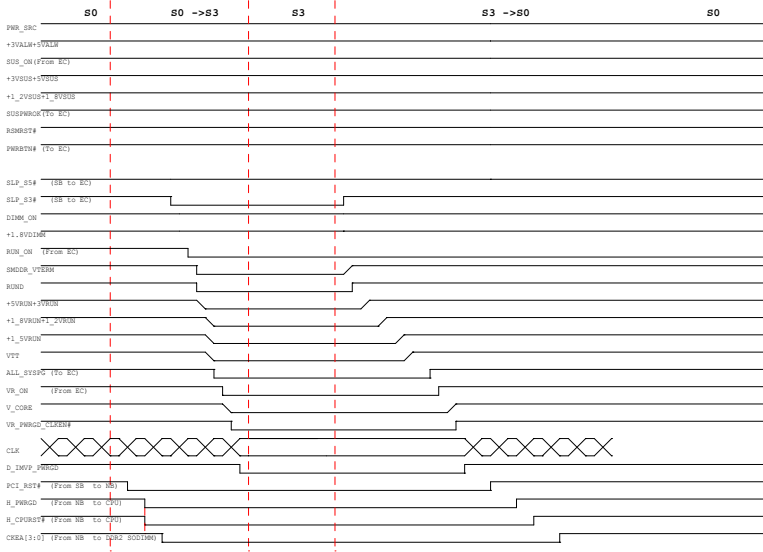 S0 S0 ->S3 S3 S3 ->S0 S0
PWR_SRC
+3VALW+5VALW
SUS_ON(From EC)
+3VSUS+5VSUS
+1_2VSUS+1_8VSUS
SUSPWROK(To EC)
RSMRST#
PWRBTN# (To EC)
SLP_S5# (SB to EC)
SLP_S3# (SB to EC)
DIMM_ON
+1.8VDIMM
RUN_ON (From EC)
SMDDR_VTERM
RUND
+5VRUN+3VRUN
+1_8VRUN+1_2VRUN
+1_5VRUN
VTT
ALL_SYSPG (To EC)
VR_ON (From EC)
V_CORE
VR_PWRGD_CLKEN#
CLK
D_IMVP_PWRGD
PCI_RST# (From SB to NB)
H_PWRGD (From NB to CPU)
H_CPURST# (From NB to CPU)
CKEA[3:0] (From NB to DDR2 SODIMM)